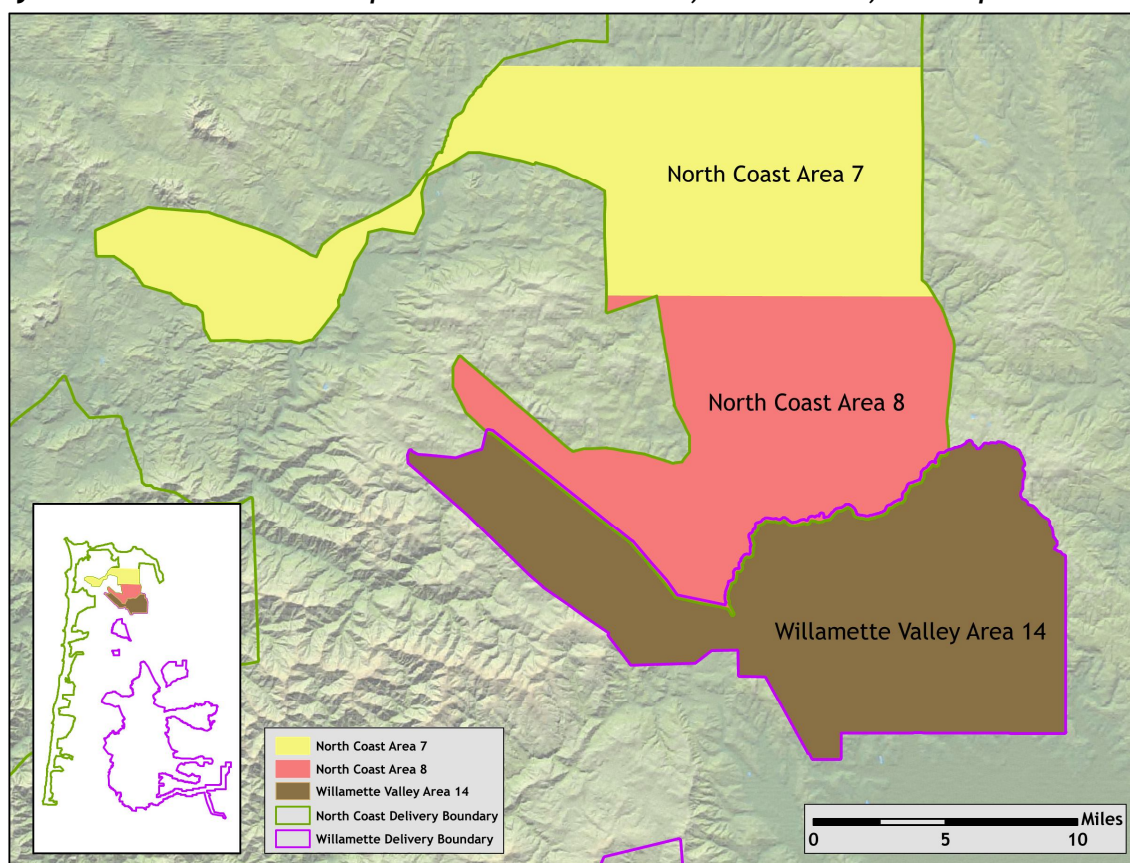 North Coast Area 7
North Coast Area 8
Willamette Valley Area 14
North Coast Area 7
North Coast Area 8
Willamette Valley Area 14
North Coast Delivery Boundary
Willamette Delivery Boundary
Miles
0 5 10